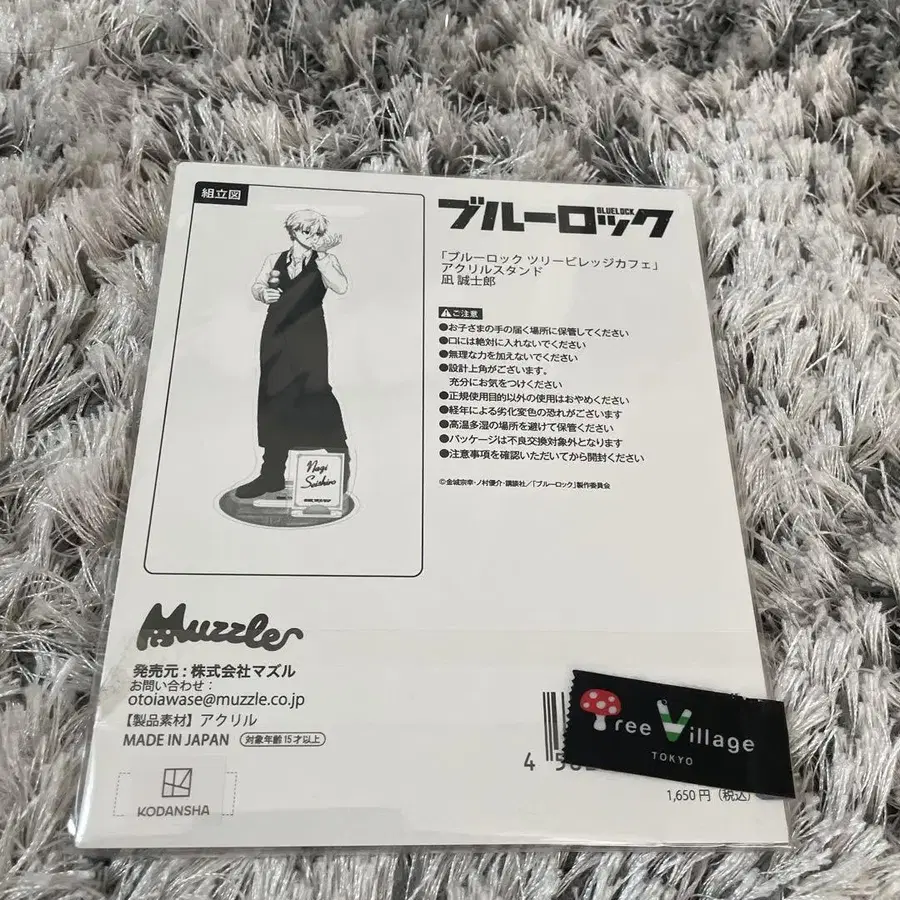 組立図
ブルーロック
BLUELOCK
「ブルーロック ツリービレッジカフェ」
アクリルスタンド
凪 誠士郎
ご注意
●お子さまの手の届く場所に保管してください
●口には絶対に入れないでください
●無理な力を加えないでください
●設計上角がございます。
充分にお気をつけください
●正規使用目的以外の使用はおやめください
●経年による劣化変色の恐れがございます
●高温多湿の場所を避けて保管ください
●パッケージは不良交換対象外となります
●注意事項を確認いただいてから開封ください
©金城宗幸・ノ村優介・講談社/「ブルーロック」製作委員会
Nagi
Seishiro
Muzzle
発売元:株式会社マズル
お問い合わせ:
otoiawase@muzzle.co.jp
【製品素材】アクリル
MADE IN JAPAN 対象年齢15才以上
KODANSHA
Tree Village
TOKYO
4
1,650円(税込)